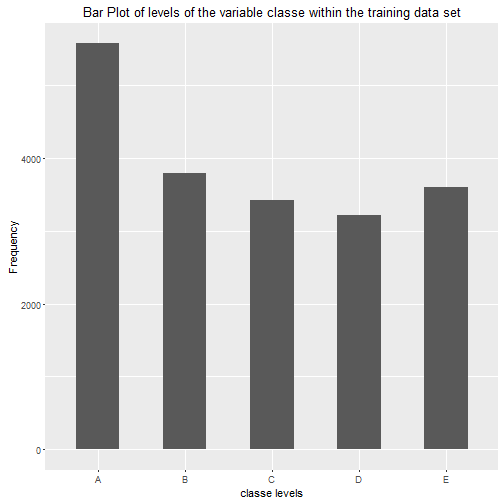 Bar Plot of levels of the variable classe within the training data set
Frequency
4000
2000
0
A B C D E
classe levels